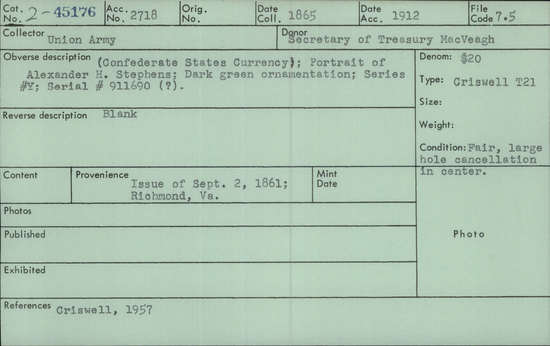 Cat. No. 2-45176 Acc. No. 2718 Orig. No. Date Coll. 1865 Date Acc. 1912 File Code 7.5
Collector Union Army Donor Secretary of Treasury MacVeagh
Obverse description (Confederate States Currency); Portrait of
Alexander H. Stephens; Dark green ornamentation; Series
#Y; Serial # 911690 (?).
Denom: $20
Type: Criswell T21
Size:
Weight:
Condition: Fair, large
hole cancellation
in center.
Reverse description Blank
Content Provenience Issue of Sept. 2, 1861;
Richmond, Va.
Mint Date
Photos
Published
Photo
Exhibited
References Criswell, 1957